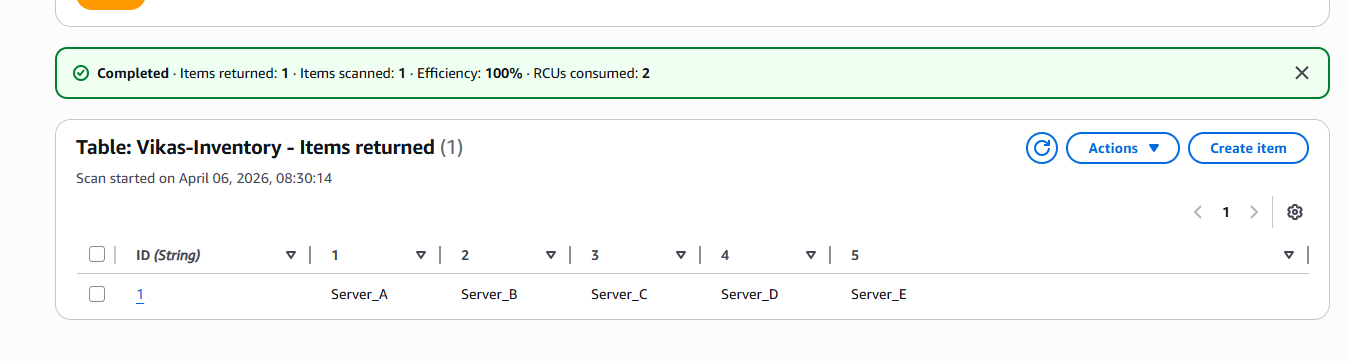 Completed · Items returned: 1 · Items scanned: 1 · Efficiency: 100% · RCUs consumed: 2
Table: Vikas-Inventory - Items returned (1)
Actions
Create item
Scan started on April 06, 2026, 08:30:14
1
ID (String) 1 2 3 4 5
1 Server_A Server_B Server_C Server_D Server_E